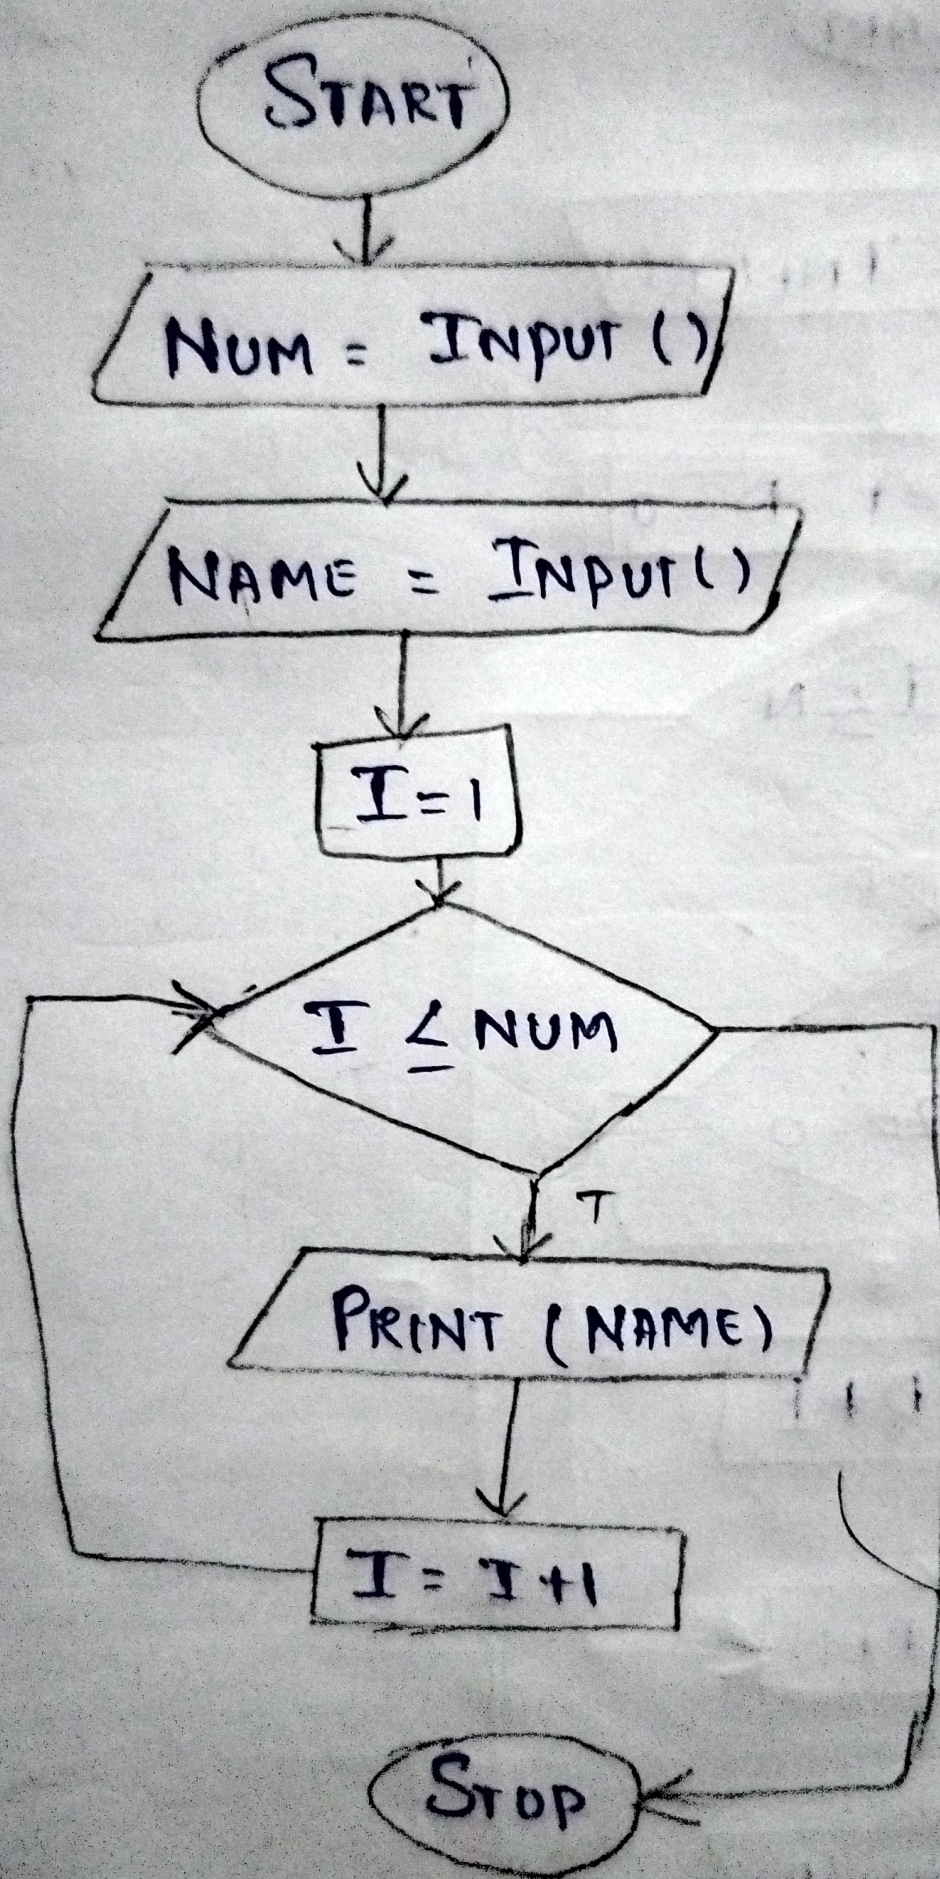 START
NUM = INPUT ()
NAME = INPUT()
I=1
I ≤ NUM
T
PRINT (NAME)
I = I+1
STOP